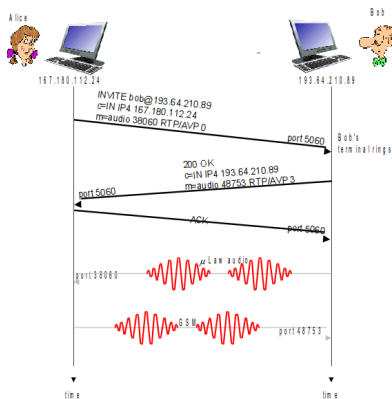 Alice
Bob
167.180.112.24
193.64.210.89
INVITE bob@193.64.210.89
c=IN IP4 167.180.112.24
m=audio 38060 RTP/AVP 0
port 5060
Bob's
terminal rings
200 OK
c=IN IP4 193.64.210.89
m=audio 48753 RTP/AVP 3
port 5060
ACK
port 5060
μ Law audio
port 38060
GSM
port 48753
time
time